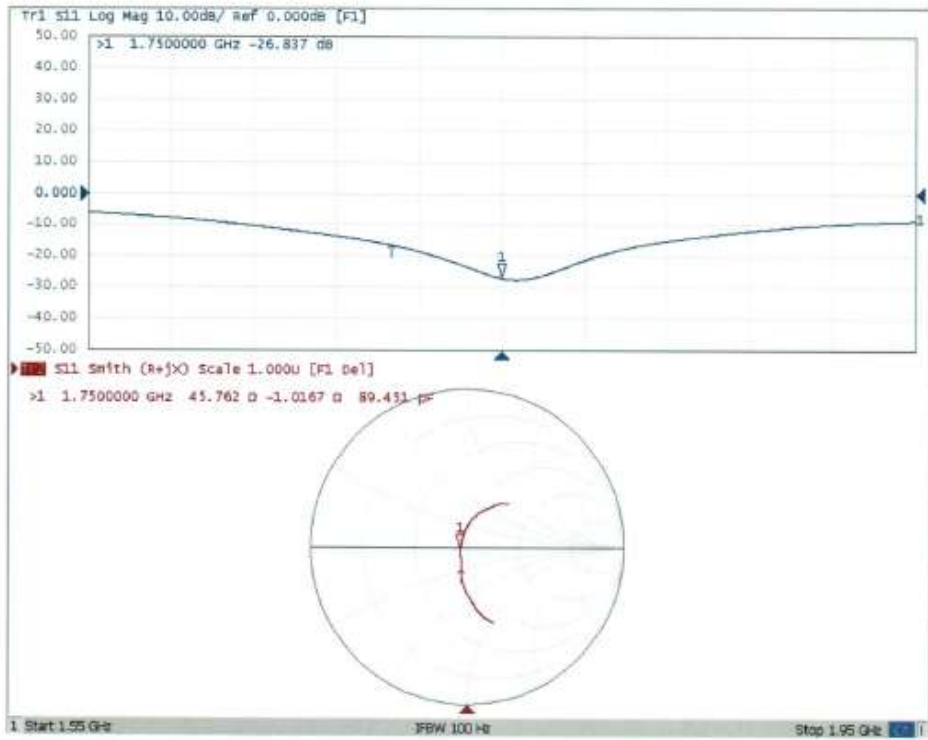 Tr1 S11 Log Mag 10.00dB/ Ref 0.000dB [F1]
50.00
>1 1.7500000 GHz -26.837 dB
40.00
30.00
20.00
10.00
0.000
-10.00
1
-20.00
1
-30.00
-40.00
-50.00
S11 Smith (R+jX) Scale 1.000U [F1 Del]
>1 1.7500000 GHz 45.762 Ω -1.0167 Ω 89.451 pF
1
1 Start 1.55 GHz IFBW 100 Hz Stop 1.95 GHz